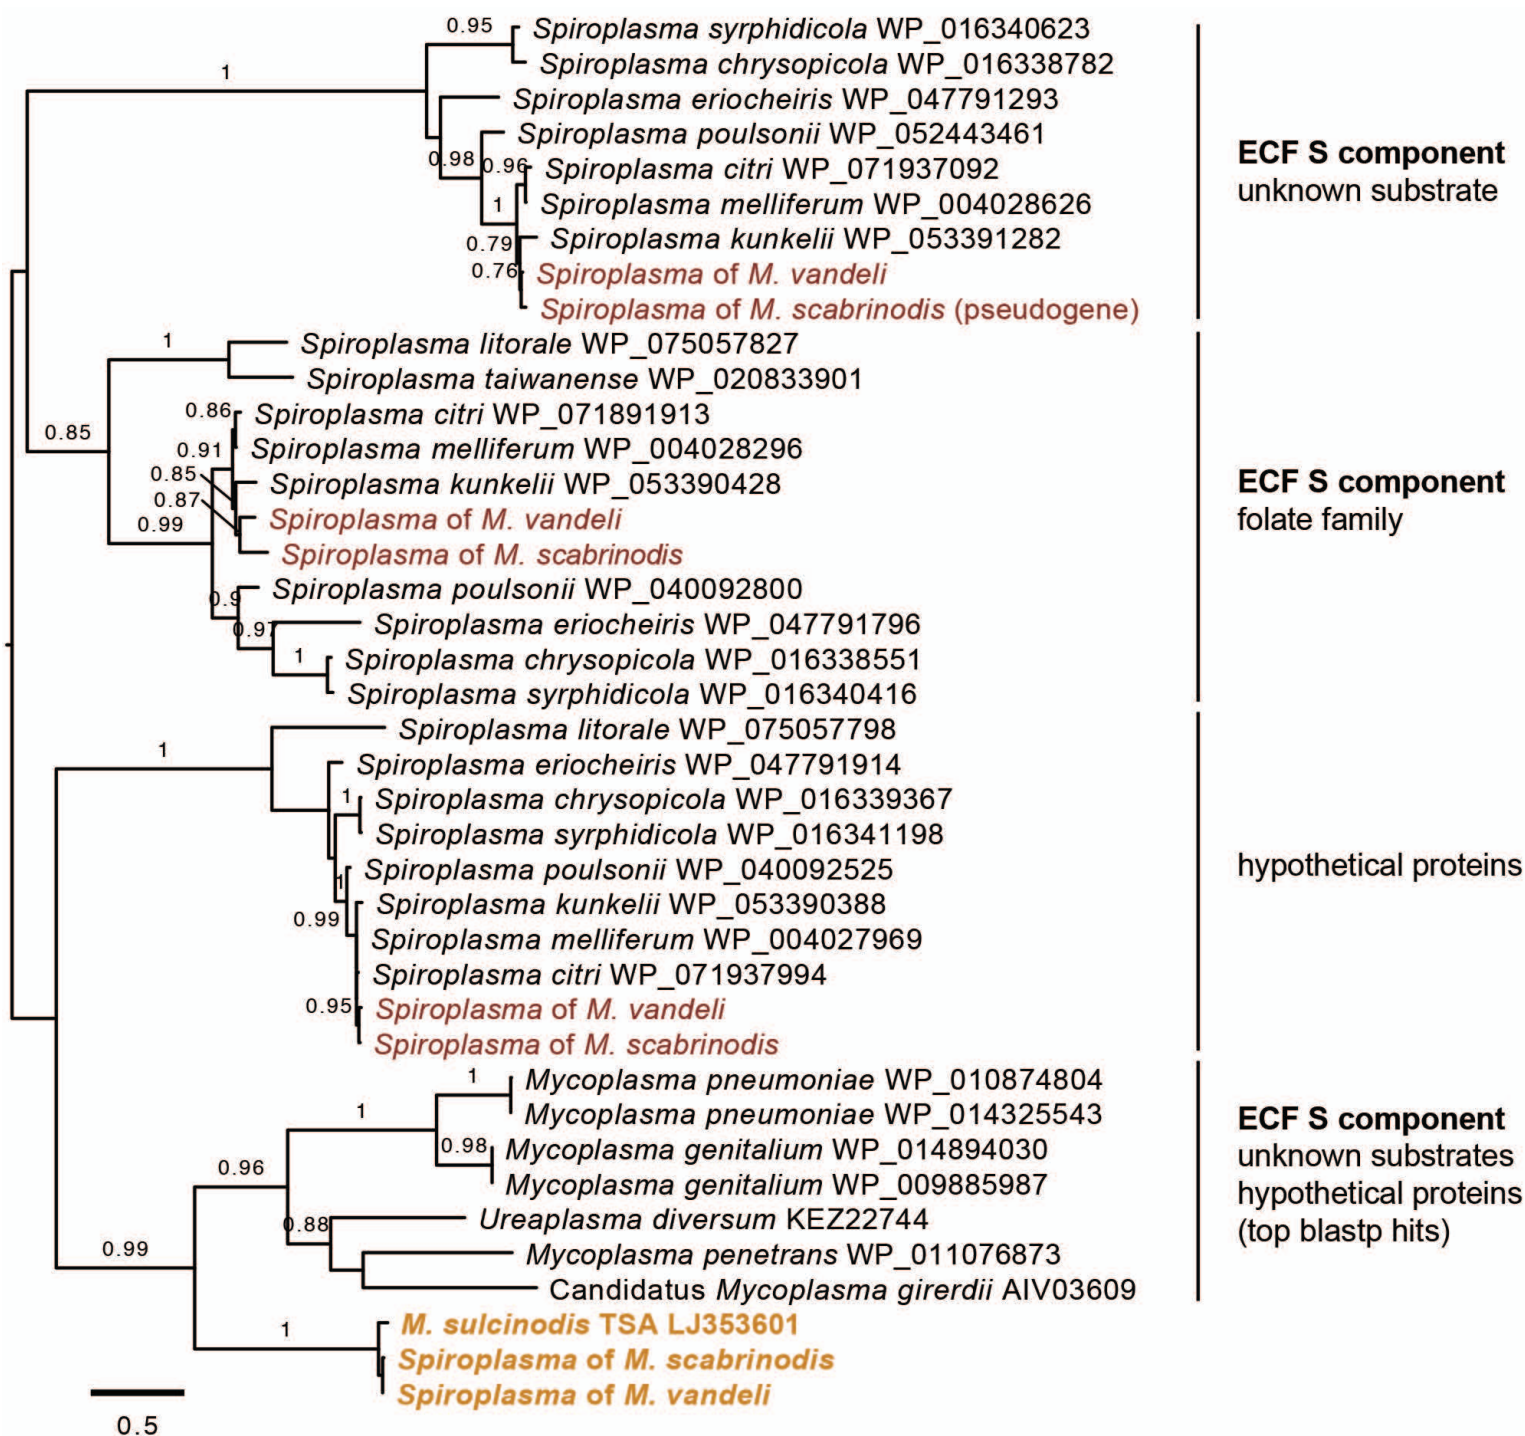 0.95
Spiroplasma syrphidicola WP_016340623
1
Spiroplasma chrysopicola WP_016338782
Spiroplasma eriocheiris WP_047791293
Spiroplasma poulsonii WP_052443461
0.98
0.96
Spiroplasma citri WP_071937092
1
Spiroplasma melliferum WP_004028626
0.79
Spiroplasma kunkelii WP_053391282
0.76
Spiroplasma of M. vandeli
Spiroplasma of M. scabrinodis (pseudogene)
ECF S component
unknown substrate
1
Spiroplasma litorale WP_075057827
Spiroplasma taiwanense WP_020833901
0.85
0.86
Spiroplasma citri WP_071891913
0.91
Spiroplasma melliferum WP_004028296
0.85
Spiroplasma kunkelii WP_053390428
0.87
Spiroplasma of M. vandeli
0.99
Spiroplasma of M. scabrinodis
0.9
Spiroplasma poulsonii WP_040092800
0.97
Spiroplasma eriocheiris WP_047791796
1
Spiroplasma chrysopicola WP_016338551
Spiroplasma syrphidicola WP_016340416
ECF S component
folate family
1
Spiroplasma litorale WP_075057798
Spiroplasma eriocheiris WP_047791914
1
Spiroplasma chrysopicola WP_016339367
Spiroplasma syrphidicola WP_016341198
Spiroplasma poulsonii WP_040092525
1
Spiroplasma kunkelii WP_053390388
0.99
Spiroplasma melliferum WP_004027969
Spiroplasma citri WP_071937994
0.95
Spiroplasma of M. vandeli
Spiroplasma of M. scabrinodis
hypothetical proteins
1
Mycoplasma pneumoniae WP_010874804
1
Mycoplasma pneumoniae WP_014325543
0.98
Mycoplasma genitalium WP_014894030
0.96
Mycoplasma genitalium WP_009885987
0.88
Ureaplasma diversum KEZ22744
0.99
Mycoplasma penetrans WP_011076873
Candidatus Mycoplasma girerdii AIV03609
ECF S component
unknown substrates
hypothetical proteins
(top blastp hits)
1
M. sulcinodis TSA LJ353601
Spiroplasma of M. scabrinodis
Spiroplasma of M. vandeli
0.5